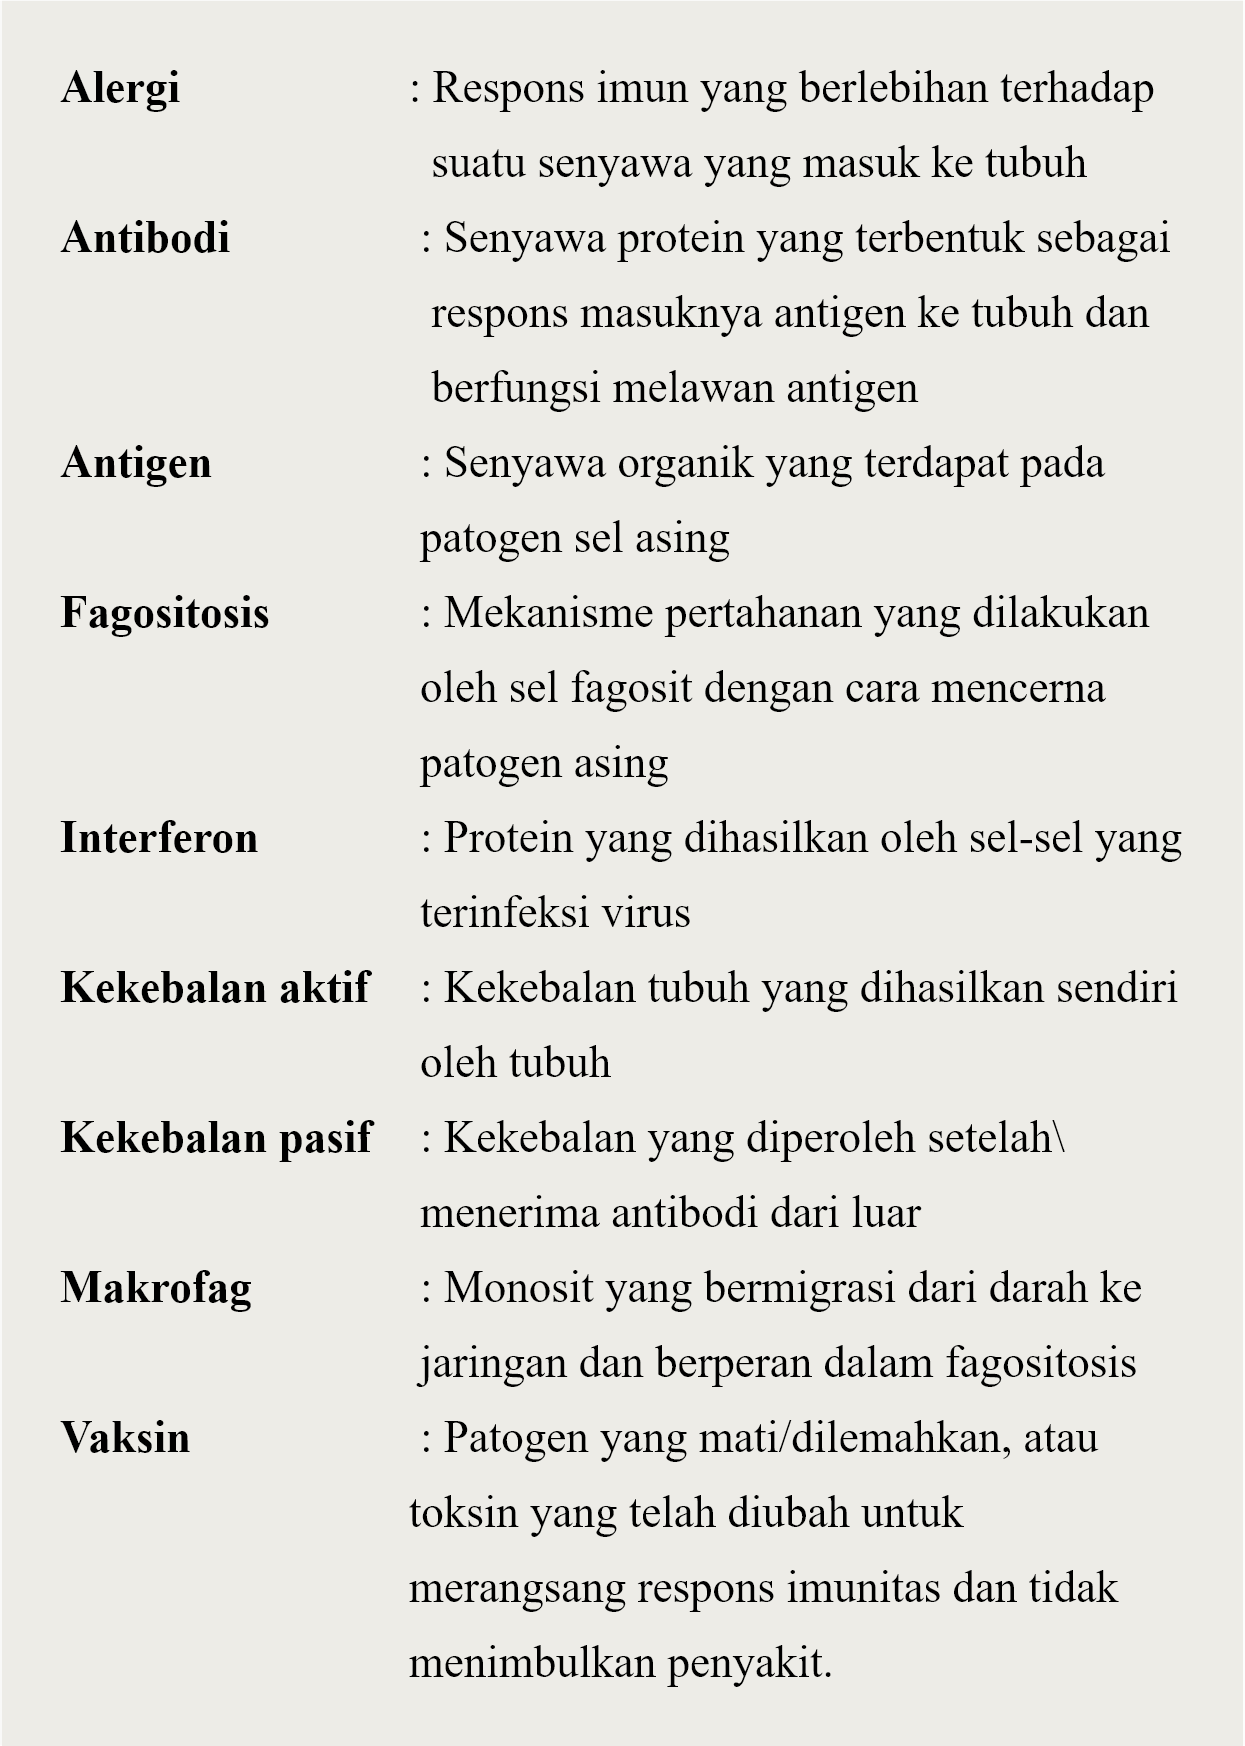 Alergi : Respons imun yang berlebihan terhadap
suatu senyawa yang masuk ke tubuh
Antibodi : Senyawa protein yang terbentuk sebagai
respons masuknya antigen ke tubuh dan
berfungsi melawan antigen
Antigen : Senyawa organik yang terdapat pada
patogen sel asing
Fagositosis : Mekanisme pertahanan yang dilakukan
oleh sel fagosit dengan cara mencerna
patogen asing
Interferon : Protein yang dihasilkan oleh sel-sel yang
terinfeksi virus
Kekebalan aktif : Kekebalan tubuh yang dihasilkan sendiri
oleh tubuh
Kekebalan pasif : Kekebalan yang diperoleh setelah\
menerima antibodi dari luar
Makrofag : Monosit yang bermigrasi dari darah ke
jaringan dan berperan dalam fagositosis
Vaksin : Patogen yang mati/dilemahkan, atau
toksin yang telah diubah untuk
merangsang respons imunitas dan tidak
menimbulkan penyakit.